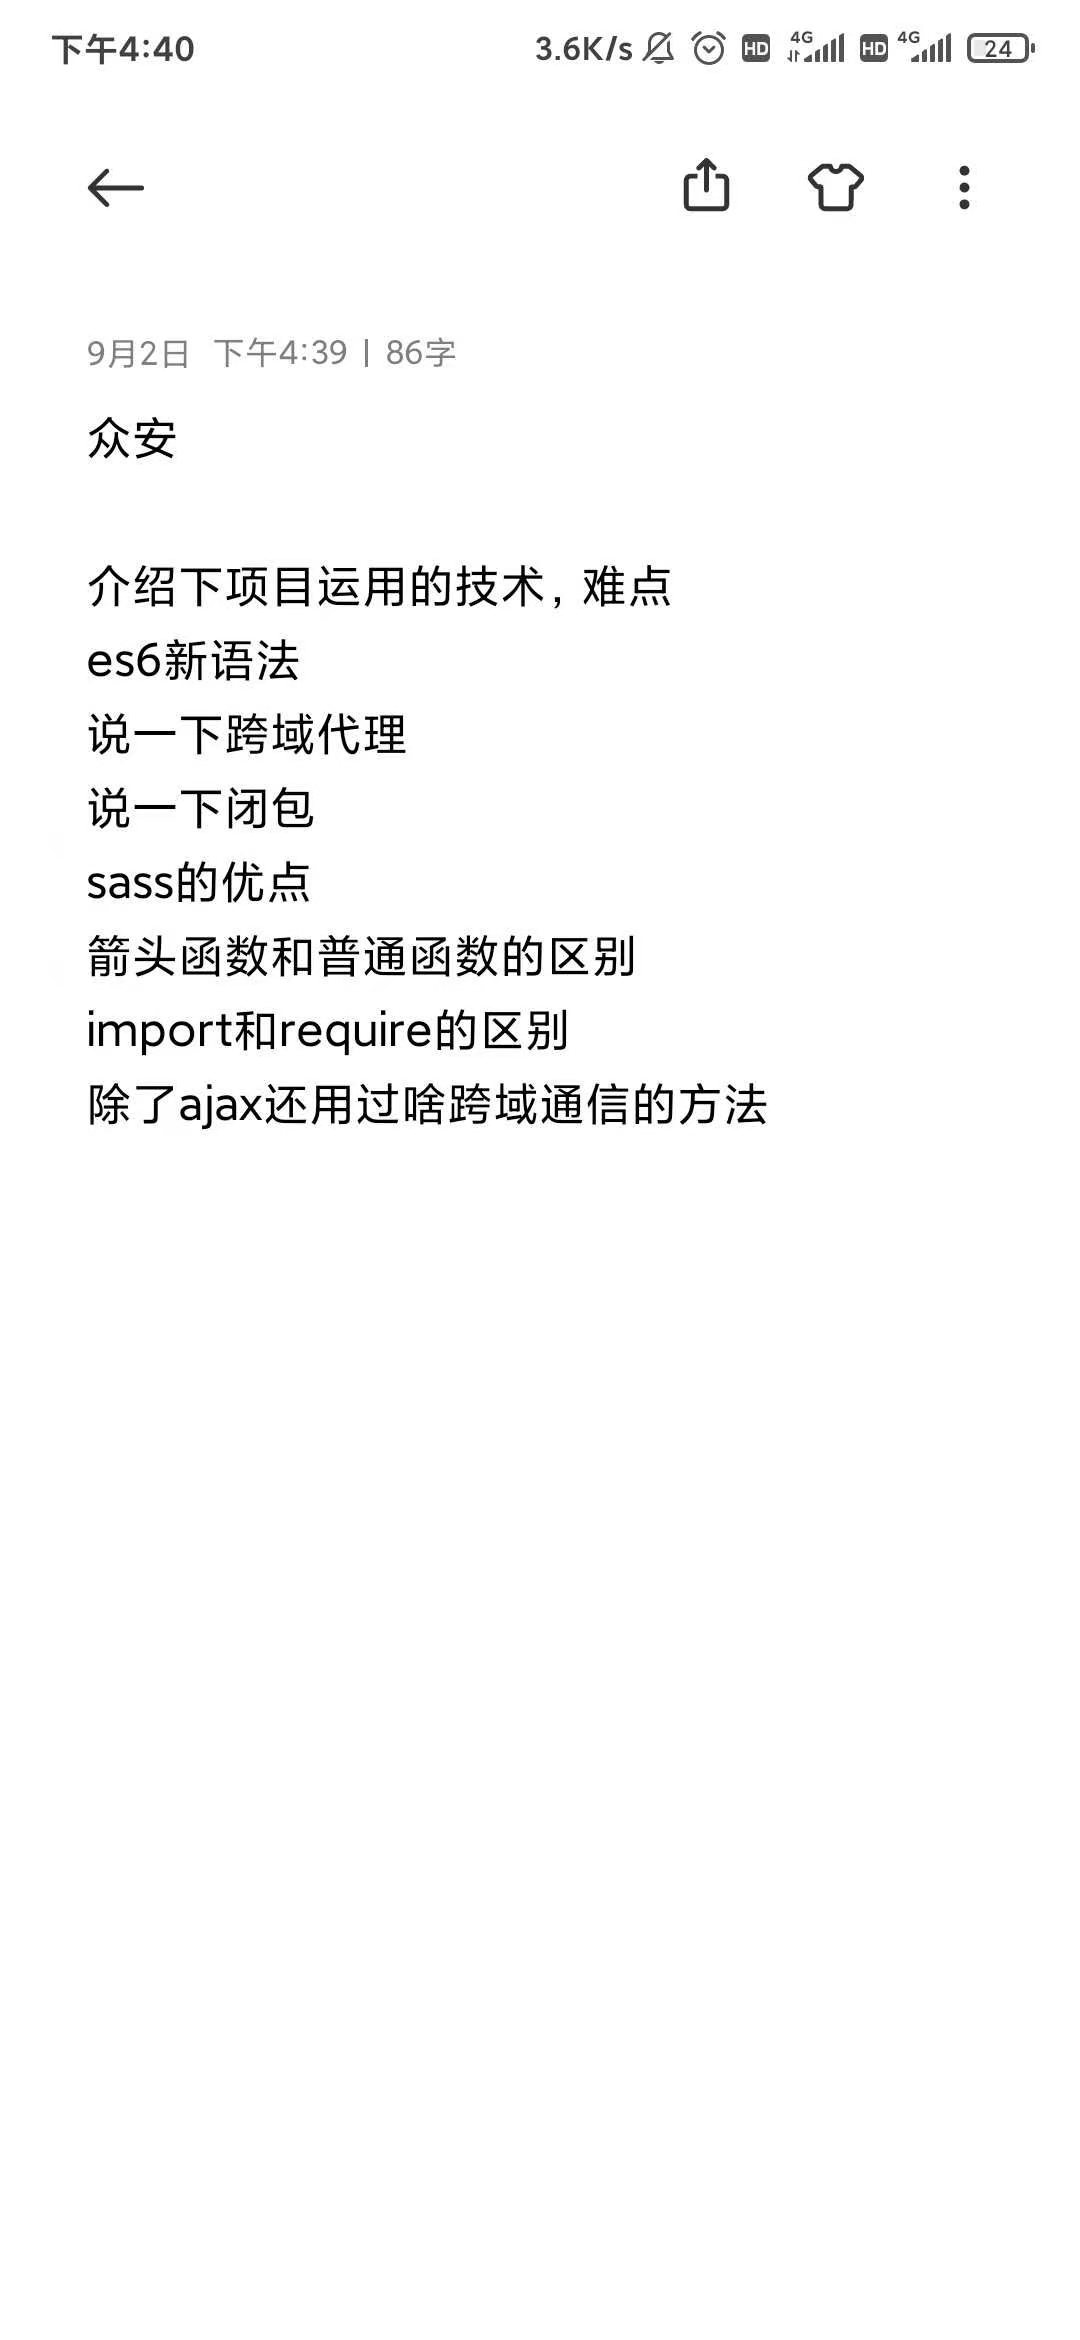 下午4:40
3.6K/s HD 4G HD 4G 24
9月2日 下午4:39 | 86字
众安
介绍下项目运用的技术，难点
es6新语法
说一下跨域代理
说一下闭包
sass的优点
箭头函数和普通函数的区别
import和require的区别
除了ajax还用过啥跨域通信的方法